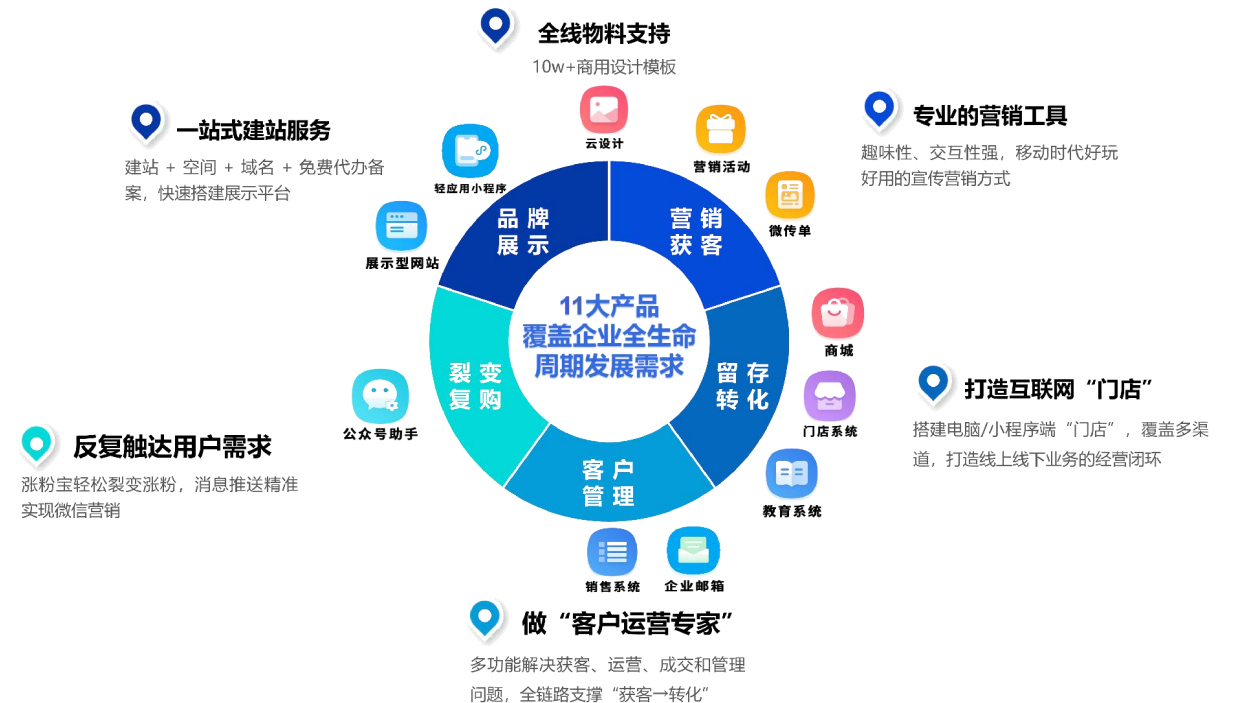 全线物料支持
10w+商用设计模板
云设计
一站式建站服务
建站 + 空间 + 域名 + 免费代办备
案，快速搭建展示平台
轻应用小程序
展示型网站
营销活动
微传单
专业的营销工具
趣味性、交互性强，移动时代好玩
好用的宣传营销方式
品牌
展示
营销
获客
11大产品
覆盖企业全生命
周期发展需求
裂变
复购
留存
转化
客户
管理
商城
门店系统
教育系统
打造互联网“门店”
搭建电脑/小程序端“门店”，覆盖多渠
道，打造线上线下业务的经营闭环
公众号助手
反复触达用户需求
涨粉宝轻松裂变涨粉，消息推送精准
实现微信营销
销售系统
企业邮箱
做“客户运营专家”
多功能解决获客、运营、成交和管理
问题，全链路支撑“获客→转化”